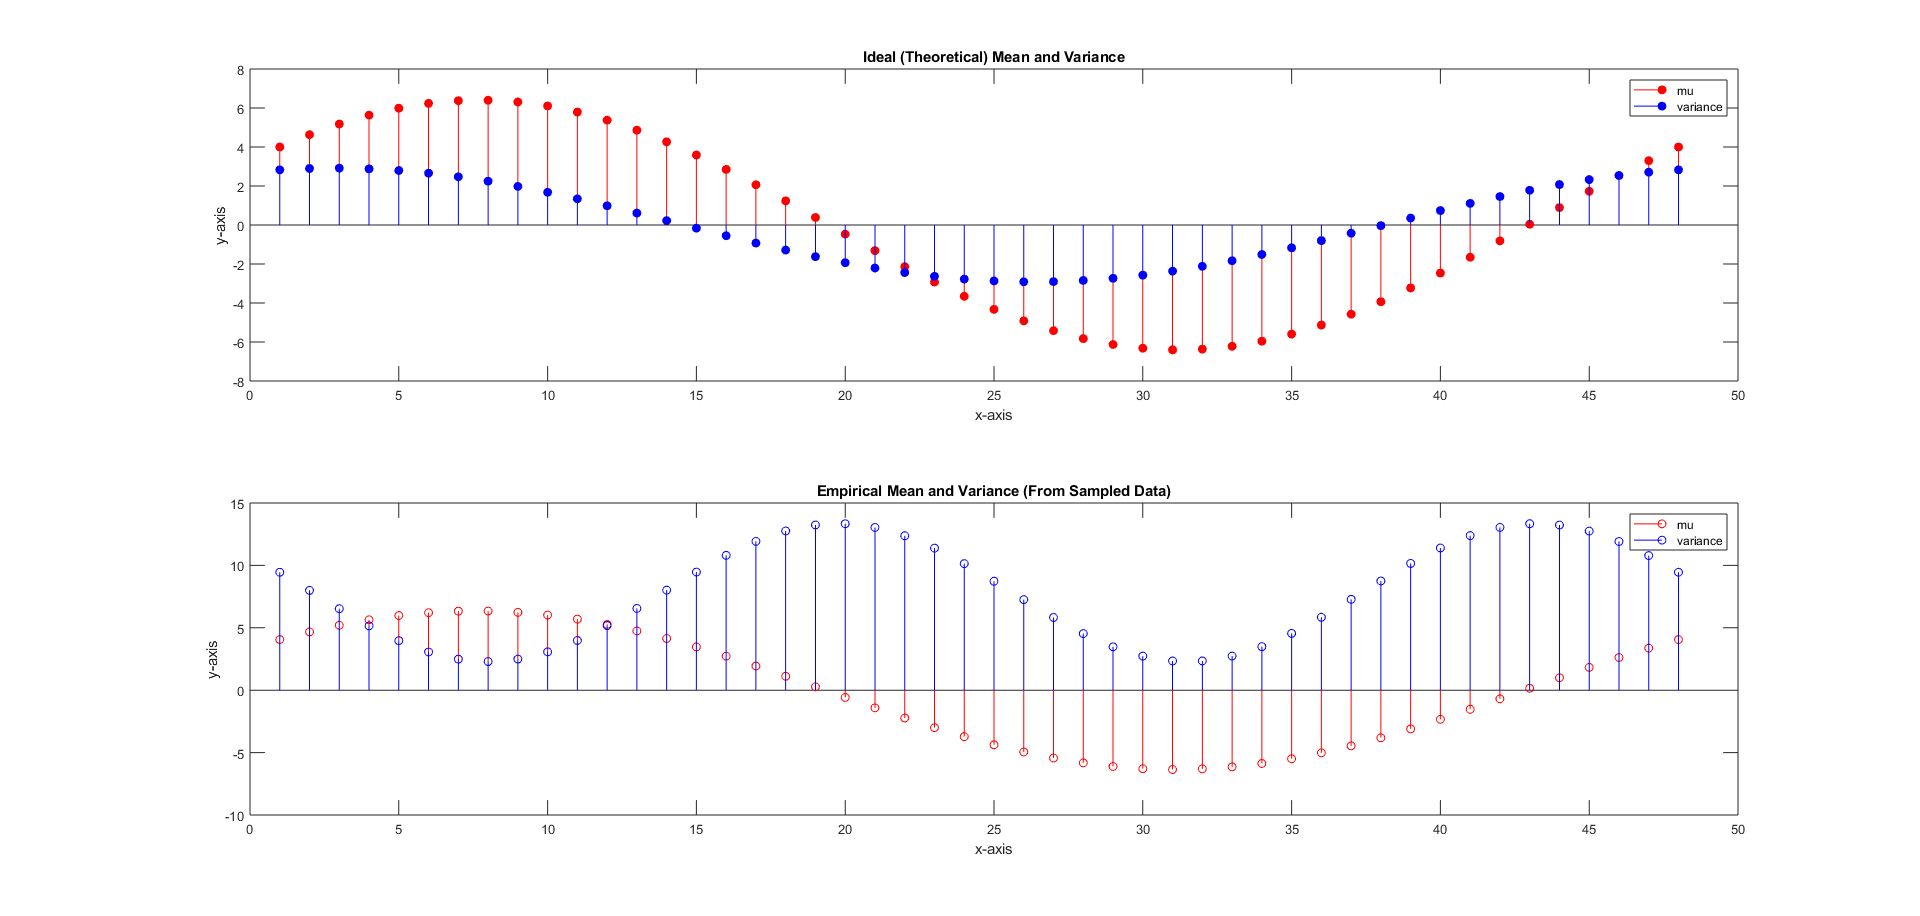 Ideal (Theoretical) Mean and Variance
8
6
4
2
0
-2
-4
-6
-8
y-axis
mu
variance
0 5 10 15 20 25 30 35 40 45 50
x-axis
Empirical Mean and Variance (From Sampled Data)
15
10
5
0
-5
-10
y-axis
mu
variance
0 5 10 15 20 25 30 35 40 45 50
x-axis